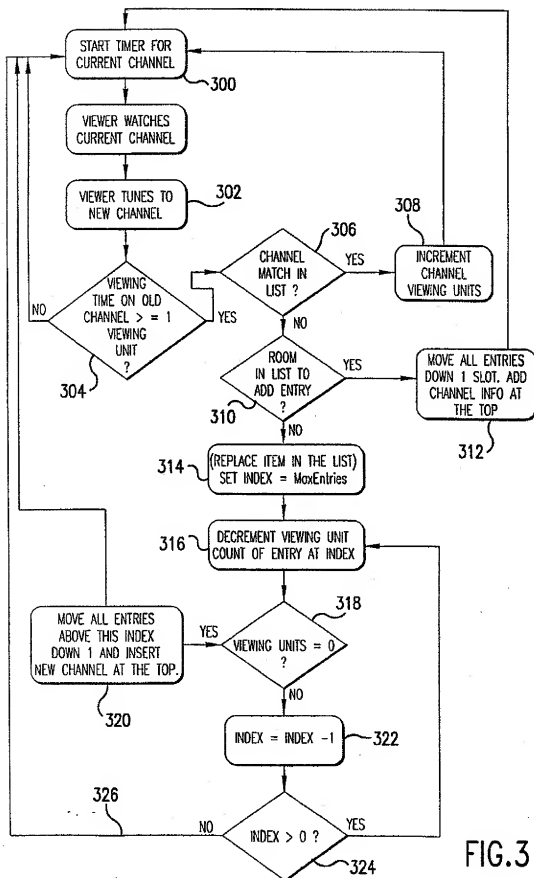 START TIMER FOR
CURRENT CHANNEL
300
VIEWER WATCHES
CURRENT CHANNEL
VIEWER TUNES TO
NEW CHANNEL
302
VIEWING
TIME ON OLD
CHANNEL > = 1
VIEWING
UNIT
?
NO
YES
304
CHANNEL
MATCH IN
LIST ?
306
YES
NO
308
INCREMENT
CHANNEL
VIEWING UNITS
ROOM
IN LIST TO
ADD ENTRY
?
310
YES
NO
MOVE ALL ENTRIES
DOWN 1 SLOT. ADD
CHANNEL INFO AT
THE TOP
312
314
(REPLACE ITEM IN THE LIST)
SET INDEX = MaxEntries
316
DECREMENT VIEWING UNIT
COUNT OF ENTRY AT INDEX
318
VIEWING UNITS = 0
?
YES
NO
MOVE ALL ENTRIES
ABOVE THIS INDEX
DOWN 1 AND INSERT
NEW CHANNEL AT THE TOP.
320
INDEX = INDEX -1
322
326
NO
INDEX > 0 ?
YES
324
FIG.3